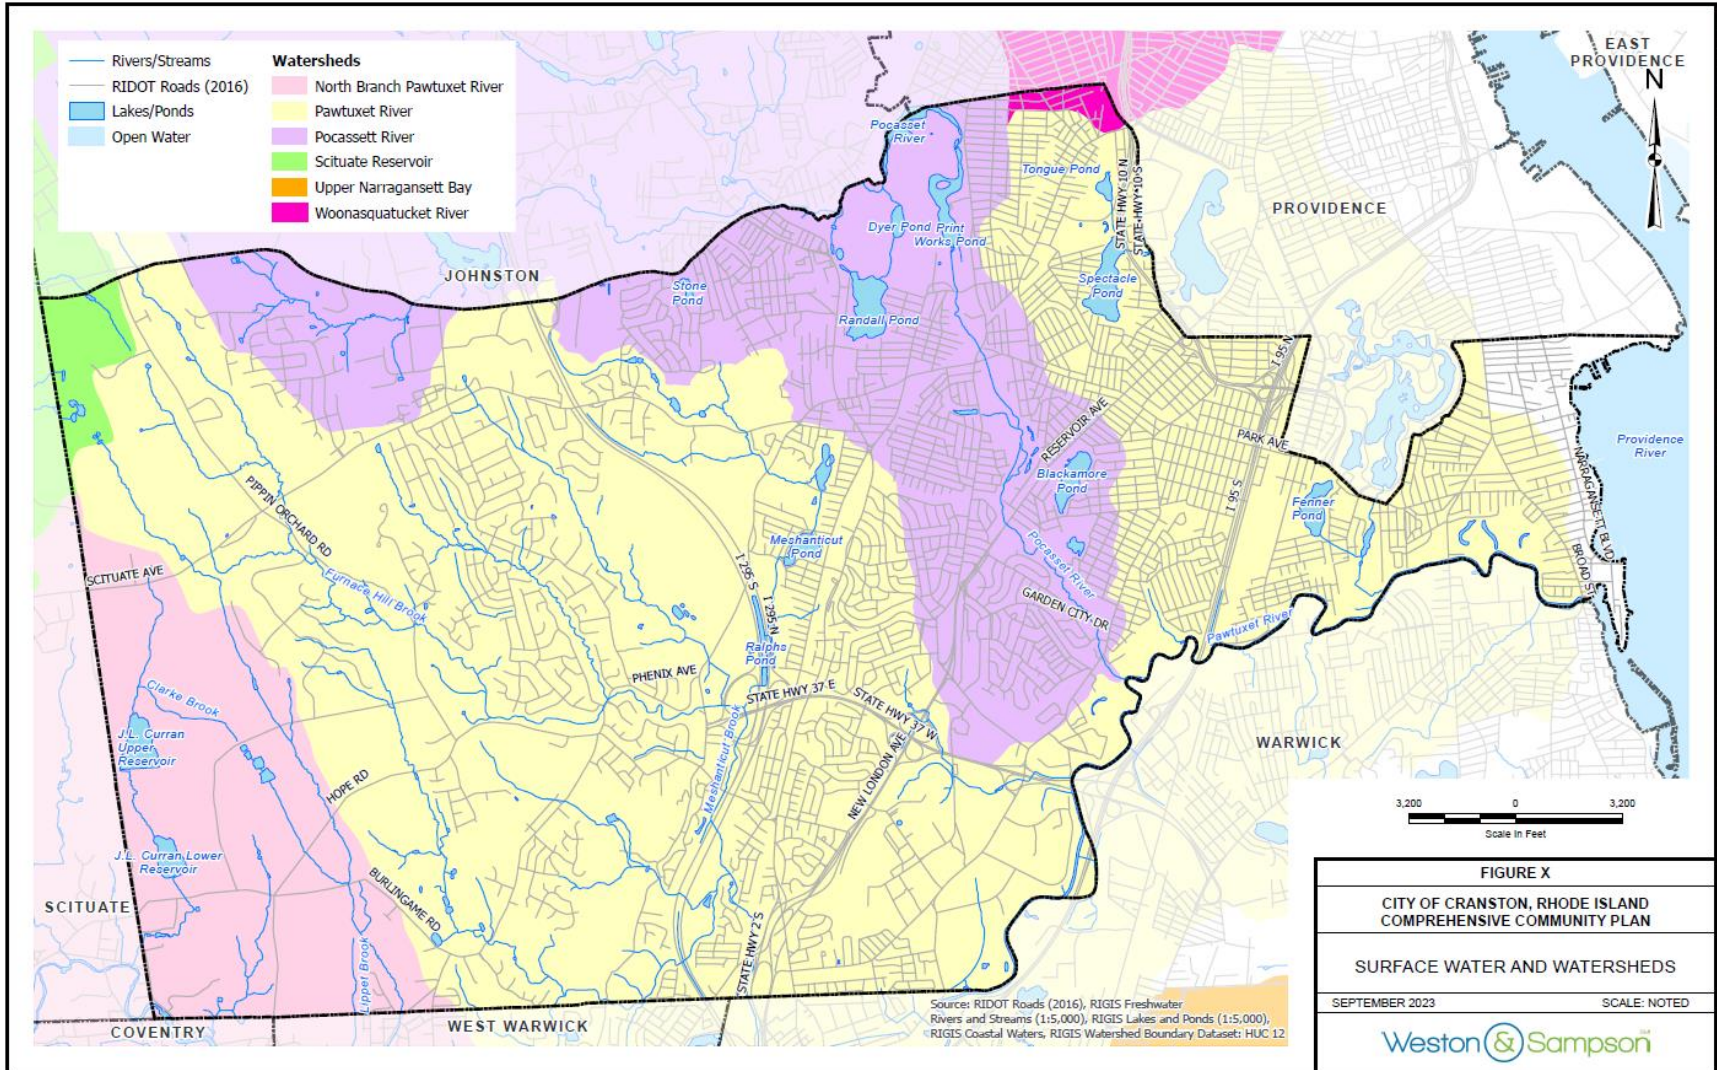 Rivers/Streams
RIDOT Roads (2016)
Lakes/Ponds
Open Water
Watersheds
North Branch Pawtuxet River
Pawtuxet River
Pocassett River
Scituate Reservoir
Upper Narragansett Bay
Woonasquatucket River
EAST
PROVIDENCE
N
Pocasset
River
Tongue Pond
STATE HWY 10 N
STATE HWY 10 S
PROVIDENCE
Dyer Pond
Print
Works Pond
JOHNSTON
Stone
Pond
Spectacle
Pond
Randall Pond
I 95 N
RESERVOIR AVE
PARK AVE
Providence
River
NARRAGANSETT BLVD
Blackamore
Pond
I 95 S
Fenner
Pond
PIPPIN ORCHARD RD
Meshanticut
Pond
Pocasset River
BROAD ST
SCITUATE AVE
Furnace Hill Brook
I 295 S
I 295 N
GARDEN CITY DR
Pawtuxet River
Ralphs
Pond
PHENIX AVE
STATE HWY 37 E
STATE HWY 37 W
Clarke Brook
J.L. Curran
Upper
Reservoir
Meshanticut Brook
WARWICK
HOPE RD
NEW LONDON AVE
3,200
0
3,200
Scale In Feet
J.L. Curran Lower
Reservoir
BURLINGAME RD
SCITUATE
Lippet Brook
STATE HWY 2 S
COVENTRY
WEST WARWICK
Source: RIDOT Roads (2016), RIGIS Freshwater
Rivers and Streams (1:5,000), RIGIS Lakes and Ponds (1:5,000),
RIGIS Coastal Waters, RIGIS Watershed Boundary Dataset: HUC 12
FIGURE X
CITY OF CRANSTON, RHODE ISLAND
COMPREHENSIVE COMMUNITY PLAN
SURFACE WATER AND WATERSHEDS
SEPTEMBER 2023
SCALE: NOTED
Weston & Sampson